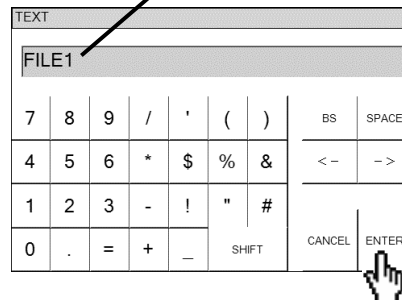 TEXT
FILE1
7 8 9 / ' ( ) BS SPACE
4 5 6 * $ % & <- ->
1 2 3 - ! " #
0 . = + _ SHIFT CANCEL ENTER